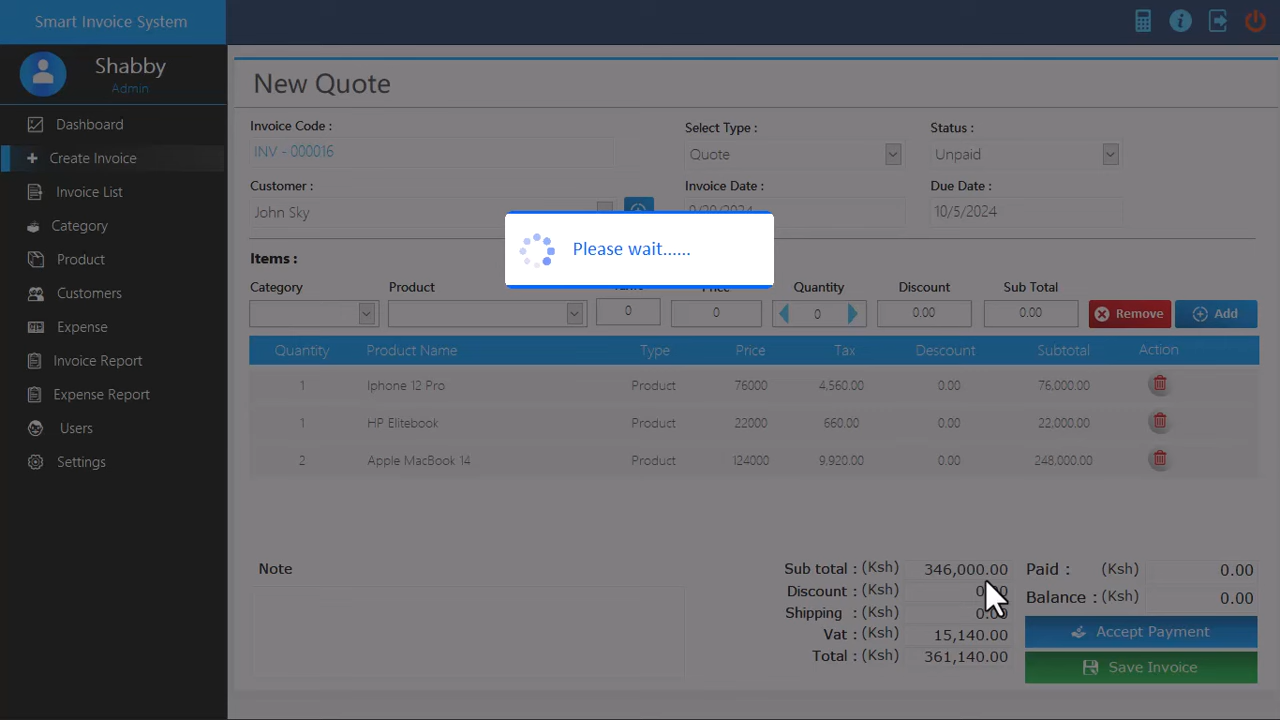 Smart Invoice System
Shabby
Admin
Dashboard
Create Invoice
Invoice List
Category
Product
Customers
Expense
Invoice Report
Expense Report
Users
Settings
New Quote
Invoice Code :
INV - 000016
Select Type :
Quote
Status :
Unpaid
Customer :
John Sky
Invoice Date :
Due Date :
10/5/2024
Please wait......
Items :
Category Product Price Quantity Discount Sub Total
0 0 0 0.00 0.00 Remove Add
Quantity Product Name Type Price Tax Descount Subtotal Action
1 Iphone 12 Pro Product 76000 4,560.00 0.00 76,000.00
1 HP Elitebook Product 22000 660.00 0.00 22,000.00
2 Apple MacBook 14 Product 124000 9,920.00 0.00 248,000.00
Note
Sub total : (Ksh) 346,000.00
Discount : (Ksh)
Shipping : (Ksh)
Vat : (Ksh) 15,140.00
Total : (Ksh) 361,140.00
Paid : (Ksh) 0.00
Balance : (Ksh) 0.00
Accept Payment
Save Invoice